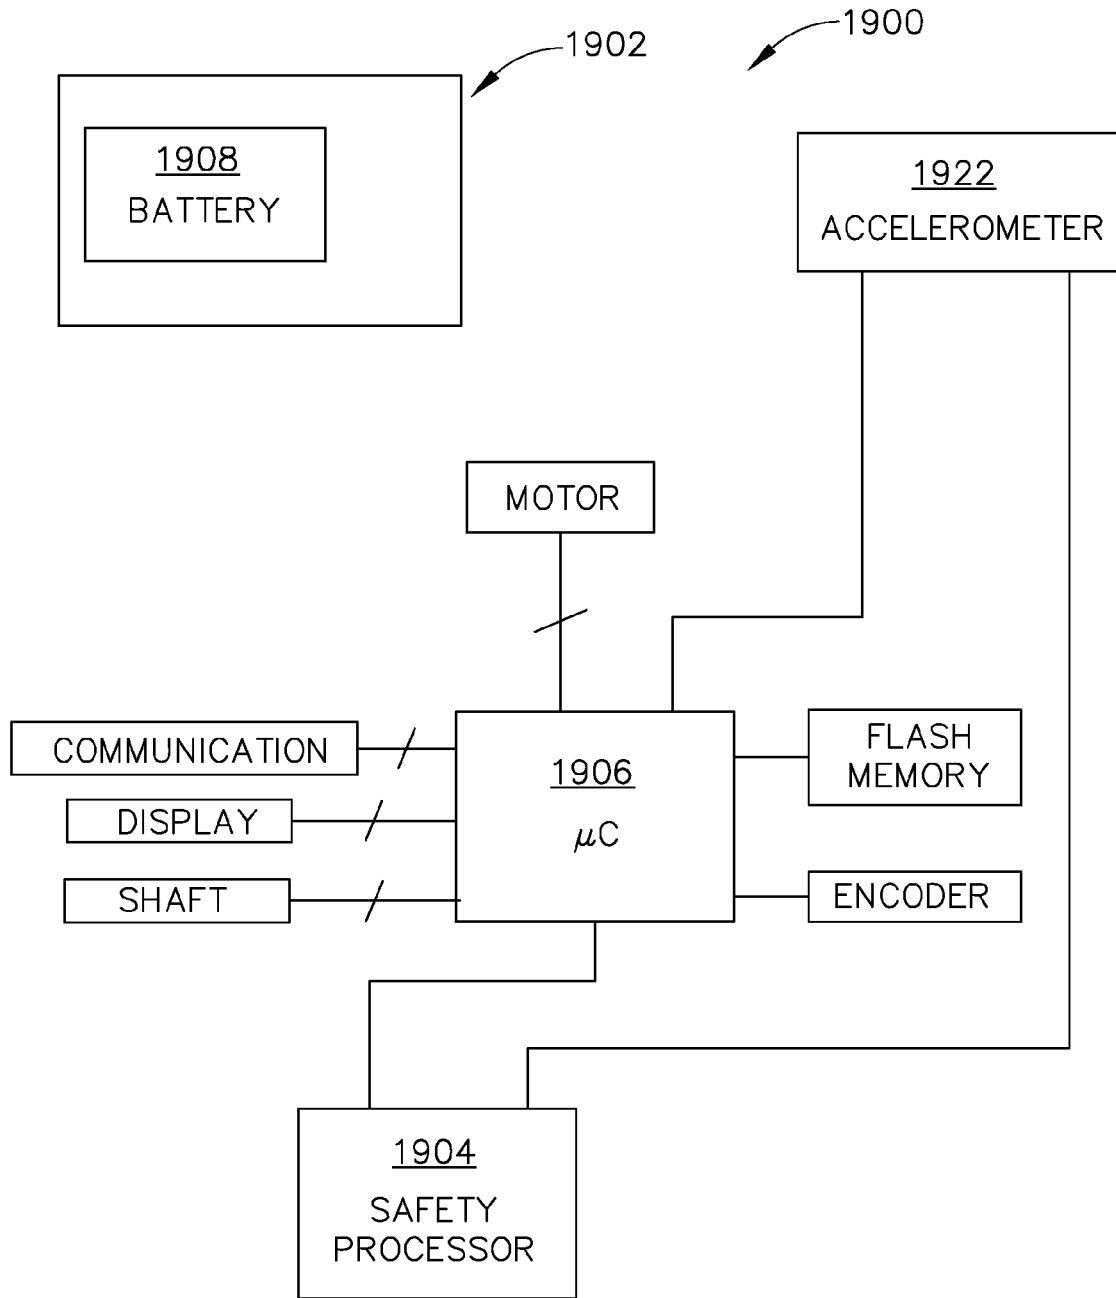 1900
1902
1908
BATTERY
1922
ACCELEROMETER
MOTOR
COMMUNICATION
DISPLAY
SHAFT
1906
μC
FLASH
MEMORY
ENCODER
1904
SAFETY
PROCESSOR